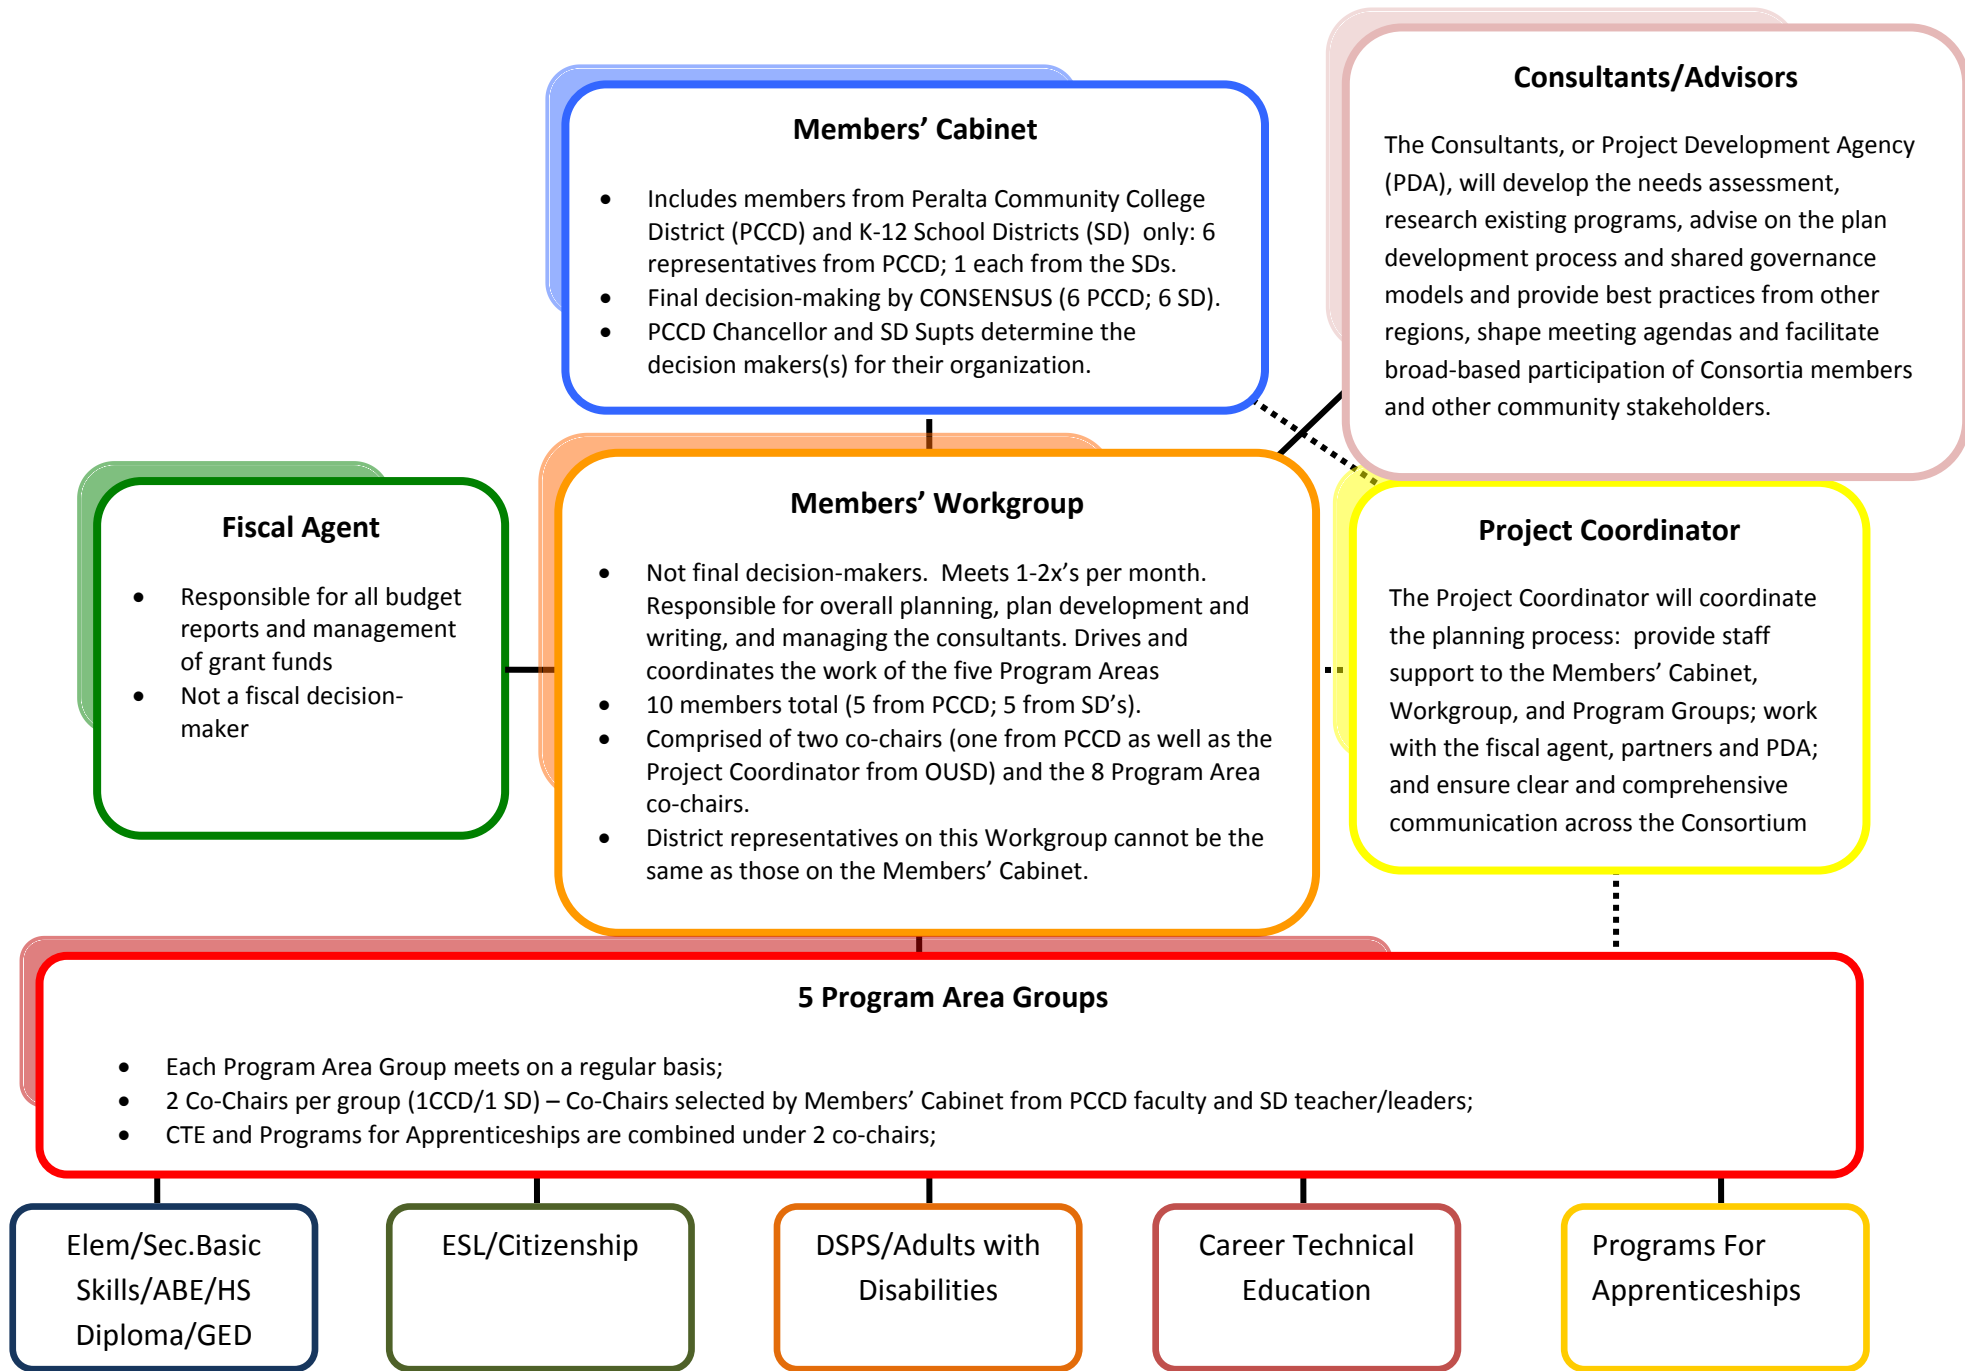 Members’ Cabinet
• Includes members from Peralta Community College
District (PCCD) and K-12 School Districts (SD) only: 6
representatives from PCCD; 1 each from the SDs.
• Final decision-making by CONSENSUS (6 PCCD; 6 SD).
• PCCD Chancellor and SD Supts determine the
decision makers(s) for their organization.
Consultants/Advisors
The Consultants, or Project Development Agency
(PDA), will develop the needs assessment,
research existing programs, advise on the plan
development process and shared governance
models and provide best practices from other
regions, shape meeting agendas and facilitate
broad-based participation of Consortia members
and other community stakeholders.
Fiscal Agent
• Responsible for all budget
reports and management
of grant funds
• Not a fiscal decision-
maker
Members’ Workgroup
• Not final decision-makers. Meets 1-2x’s per month.
Responsible for overall planning, plan development and
writing, and managing the consultants. Drives and
coordinates the work of the five Program Areas
• 10 members total (5 from PCCD; 5 from SD’s).
• Comprised of two co-chairs (one from PCCD as well as the
Project Coordinator from OUSD) and the 8 Program Area
co-chairs.
• District representatives on this Workgroup cannot be the
same as those on the Members’ Cabinet.
Project Coordinator
The Project Coordinator will coordinate
the planning process: provide staff
support to the Members’ Cabinet,
Workgroup, and Program Groups; work
with the fiscal agent, partners and PDA;
and ensure clear and comprehensive
communication across the Consortium
5 Program Area Groups
• Each Program Area Group meets on a regular basis;
• 2 Co-Chairs per group (1CCD/1 SD) – Co-Chairs selected by Members’ Cabinet from PCCD faculty and SD teacher/leaders;
• CTE and Programs for Apprenticeships are combined under 2 co-chairs;
Elem/Sec.Basic
Skills/ABE/HS
Diploma/GED
ESL/Citizenship
DSPS/Adults with
Disabilities
Career Technical
Education
Programs For
Apprenticeships